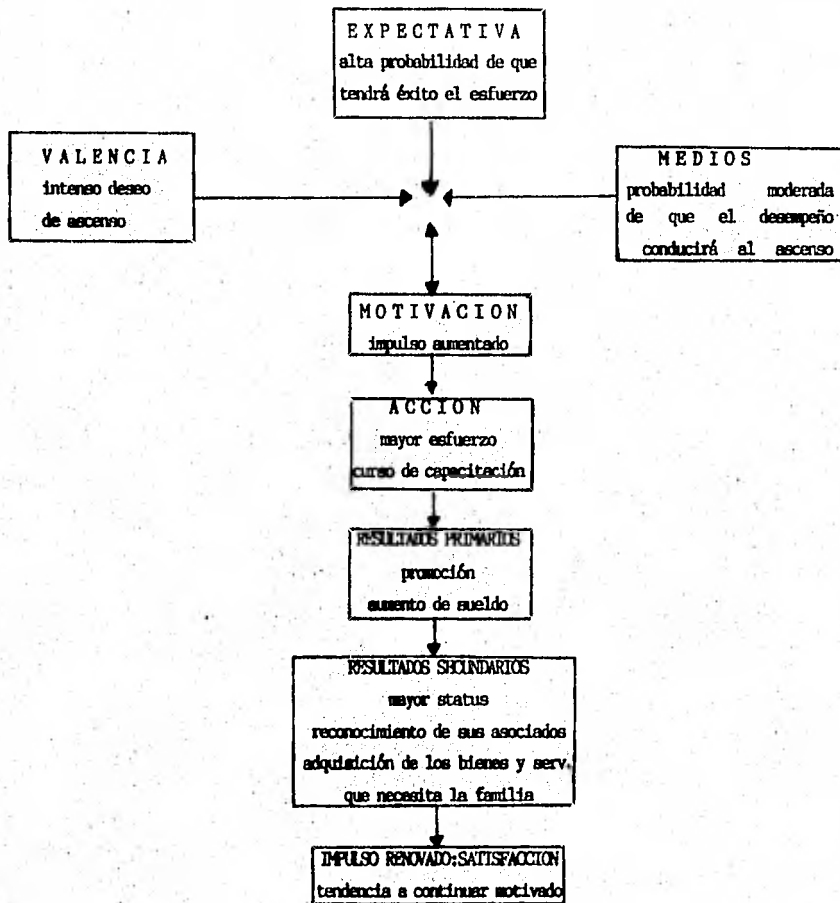 EXPECTATIVA
alta probabilidad de que
tendrá éxito el esfuerzo
VALENCIA
intenso deseo
de ascenso
MEDIOS
probabilidad moderada
de que el desempeño
conducirá al ascenso
MOTIVACION
impulso aumentado
ACCION
mayor esfuerzo
curso de capacitación
RESULTADOS PRIMARIOS
promoción
aumento de sueldo
RESULTADOS SECUNDARIOS
mayor status
reconocimiento de sus asociados
adquisición de los bienes y serv.
que necesita la familia
IMPULSO RENOVADO:SATISFACCION
tendencia a continuar motivado